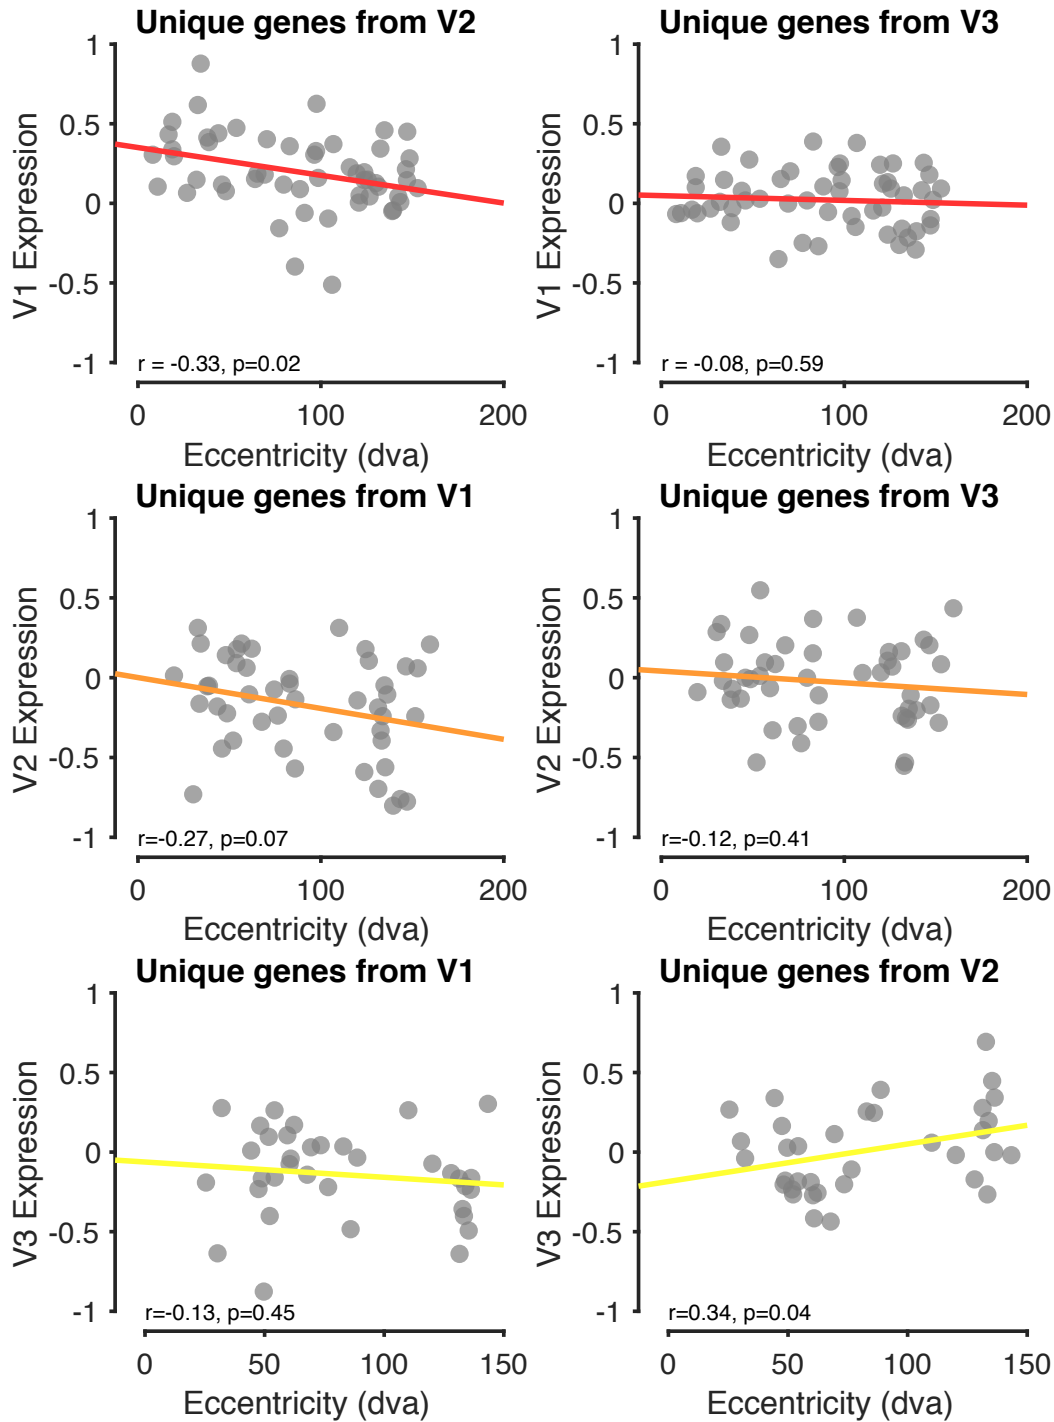 Unique genes from V2
1
0.5
0
-0.5
-1
V1 Expression
r = -0.33, p=0.02
0 100 200
Eccentricity (dva)
Unique genes from V3
1
0.5
0
-0.5
-1
V1 Expression
r = -0.08, p=0.59
0 100 200
Eccentricity (dva)
Unique genes from V1
1
0.5
0
-0.5
-1
V2 Expression
r=-0.27, p=0.07
0 100 200
Eccentricity (dva)
Unique genes from V3
1
0.5
0
-0.5
-1
V2 Expression
r=-0.12, p=0.41
0 100 200
Eccentricity (dva)
Unique genes from V1
1
0.5
0
-0.5
-1
V3 Expression
r=-0.13, p=0.45
0 50 100 150
Eccentricity (dva)
Unique genes from V2
1
0.5
0
-0.5
-1
V3 Expression
r=0.34, p=0.04
0 50 100 150
Eccentricity (dva)